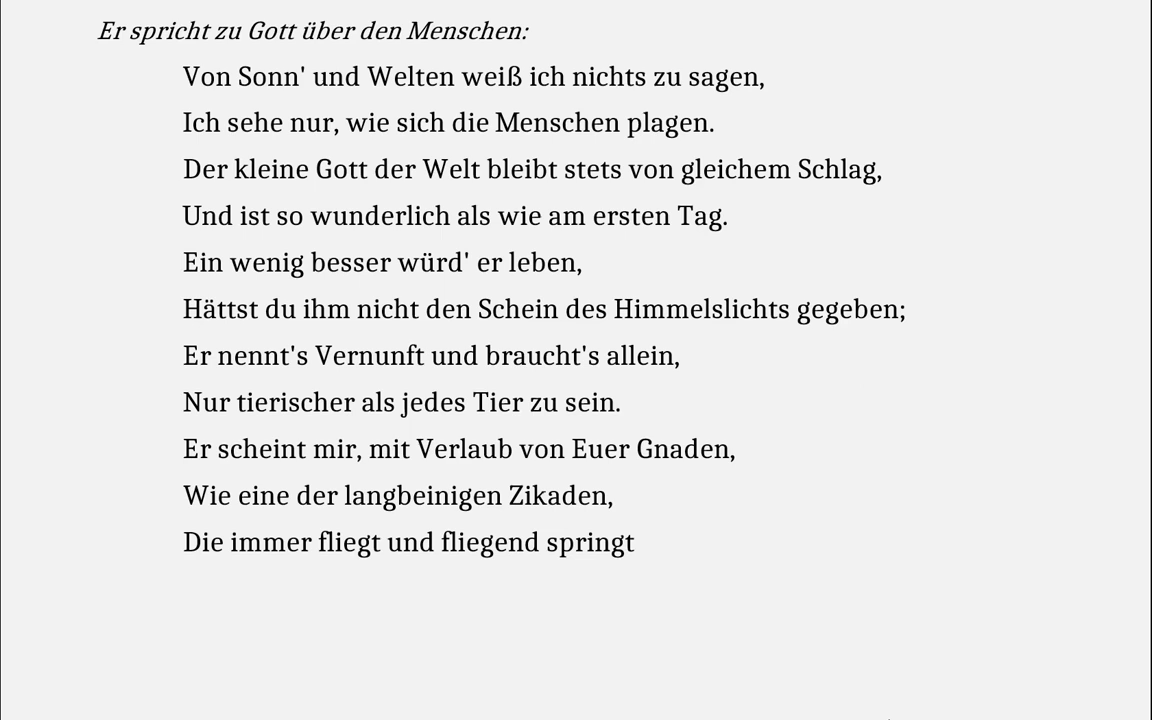 Er spricht zu Gott über den Menschen:
Von Sonn' und Welten weiß ich nichts zu sagen,
Ich sehe nur, wie sich die Menschen plagen.
Der kleine Gott der Welt bleibt stets von gleichem Schlag,
Und ist so wunderlich als wie am ersten Tag.
Ein wenig besser würd' er leben,
Hättst du ihm nicht den Schein des Himmelslichts gegeben;
Er nennt's Vernunft und braucht's allein,
Nur tierischer als jedes Tier zu sein.
Er scheint mir, mit Verlaub von Euer Gnaden,
Wie eine der langbeinigen Zikaden,
Die immer fliegt und fliegend springt